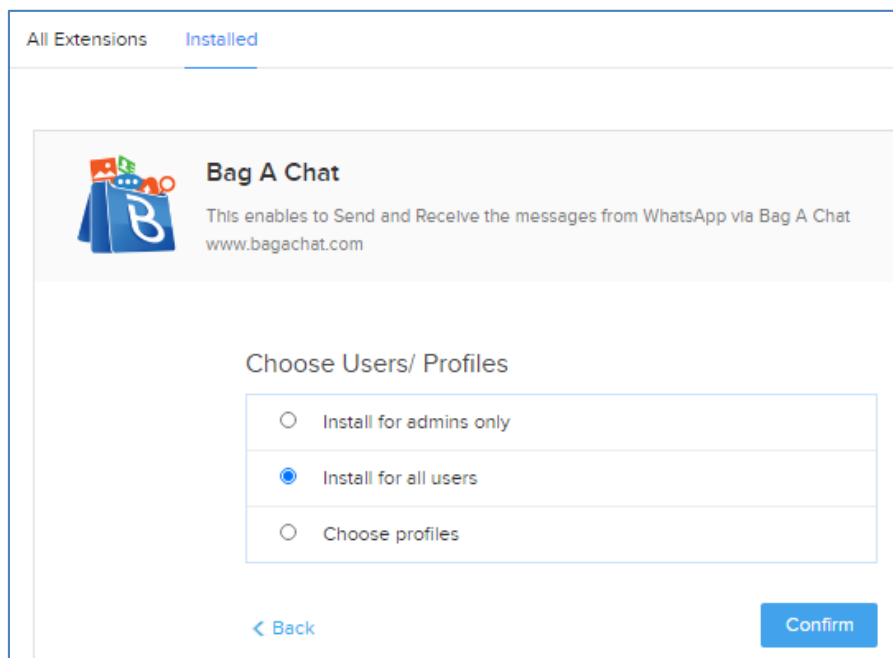 All Extensions Installed
Bag A Chat
This enables to Send and Receive the messages from WhatsApp via Bag A Chat
www.bagachat.com
Choose Users/ Profiles
Install for admins only
Install for all users
Choose profiles
< Back Confirm